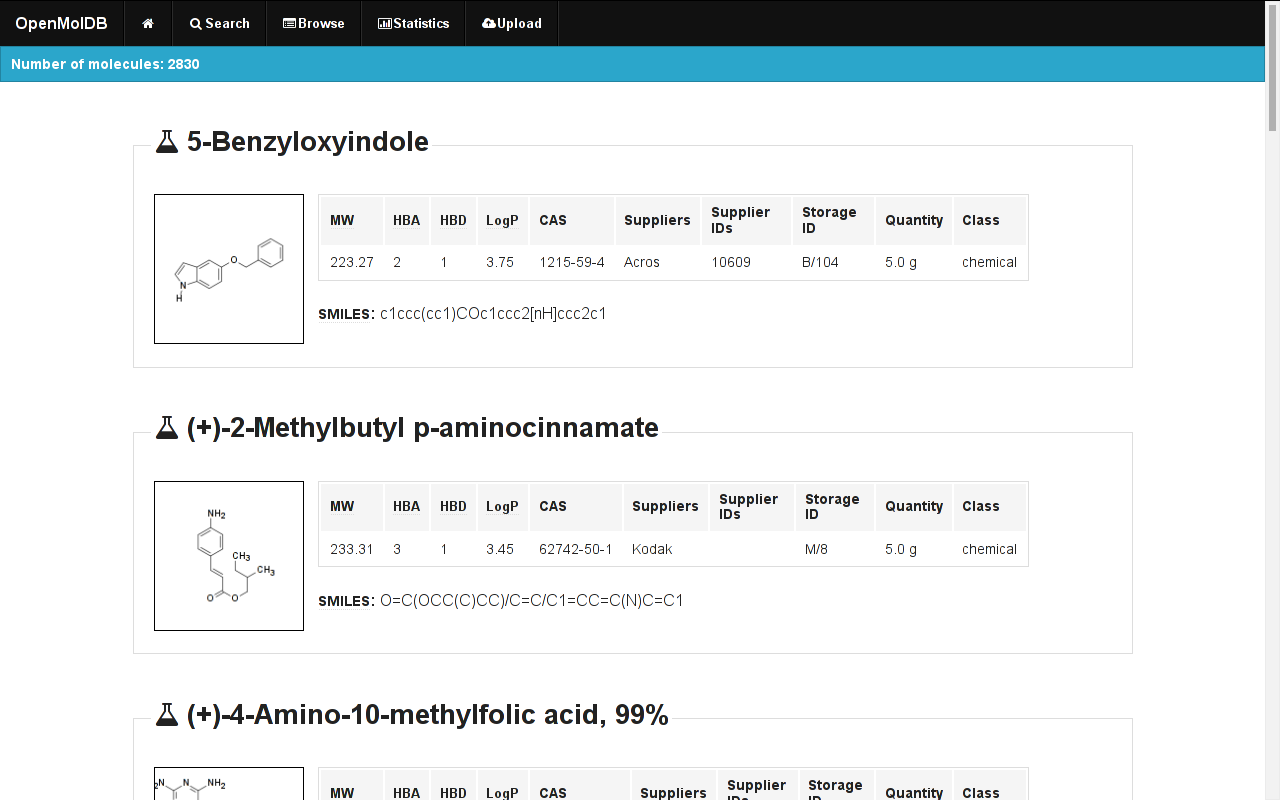 OpenMolDB Search Browse Statistics Upload
Number of molecules: 2830
5-Benzyloxyindole
MW HBA HBD LogP CAS Suppliers Supplier IDs Storage ID Quantity Class
223.27 2 1 3.75 1215-59-4 Acros 10609 B/104 5.0 g chemical
O
N
H
SMILES: c1ccc(cc1)COc1ccc2[nH]ccc2c1
(+)-2-Methylbutyl p-aminocinnamate
MW HBA HBD LogP CAS Suppliers Supplier IDs Storage ID Quantity Class
NH2
233.31 3 1 3.45 62742-50-1 Kodak M/8 5.0 g chemical
CH3
CH3
O O
SMILES: O=C(OCC(C)CC)/C=C/C1=CC=C(N)C=C1
(+)-4-Amino-10-methylfolic acid, 99%
2N N NH2
MW HBA HBD LogP CAS Suppliers Supplier IDs Storage ID Quantity Class